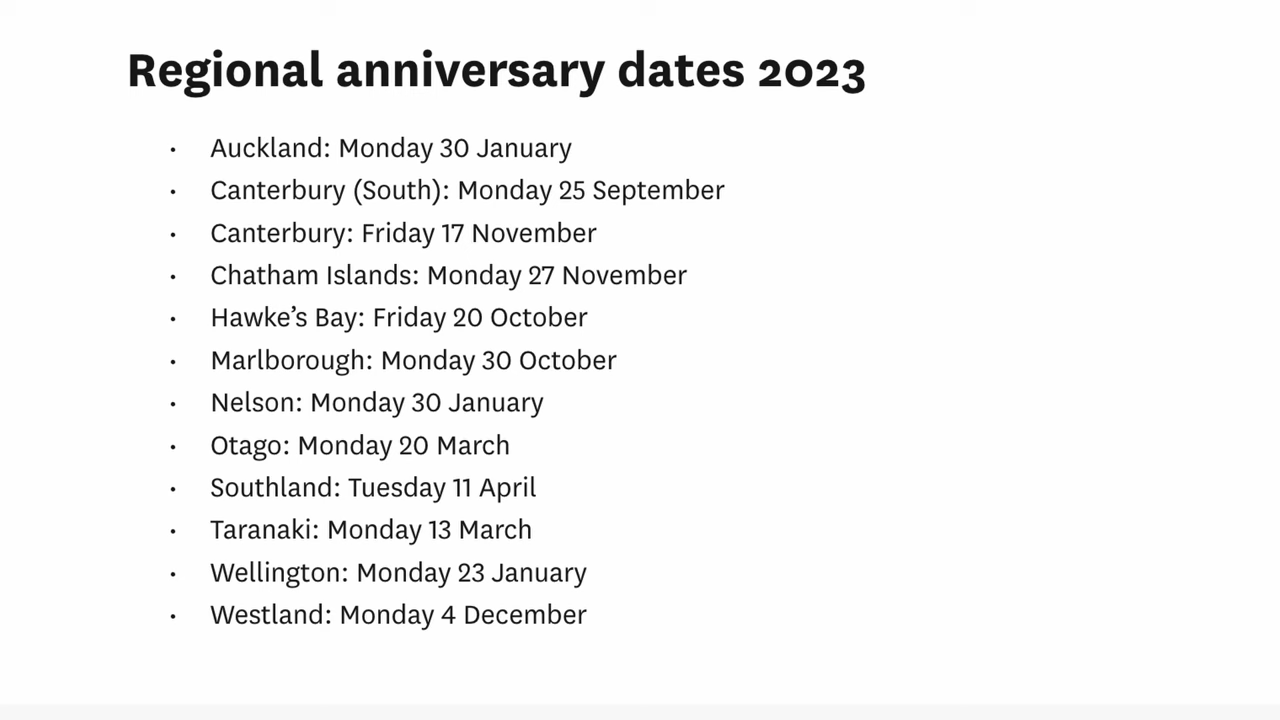 Regional anniversary dates 2023
• Auckland: Monday 30 January
• Canterbury (South): Monday 25 September
• Canterbury: Friday 17 November
• Chatham Islands: Monday 27 November
• Hawke’s Bay: Friday 20 October
• Marlborough: Monday 30 October
• Nelson: Monday 30 January
• Otago: Monday 20 March
• Southland: Tuesday 11 April
• Taranaki: Monday 13 March
• Wellington: Monday 23 January
• Westland: Monday 4 December